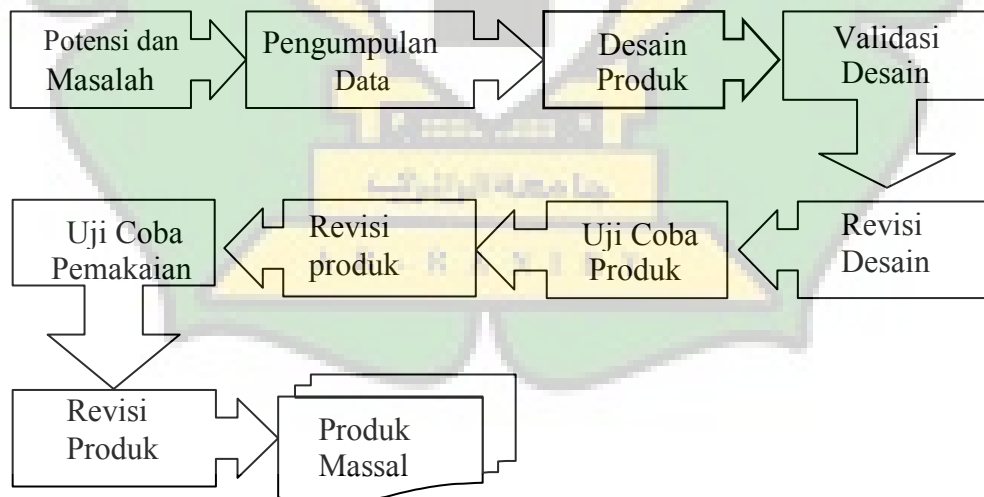 Potensi dan
Masalah
Pengumpulan
Data
Desain
Produk
Validasi
Desain
Revisi
Desain
Uji Coba
Produk
Revisi
produk
Uji Coba
Pemakaian
Revisi
Produk
Produk
Massal